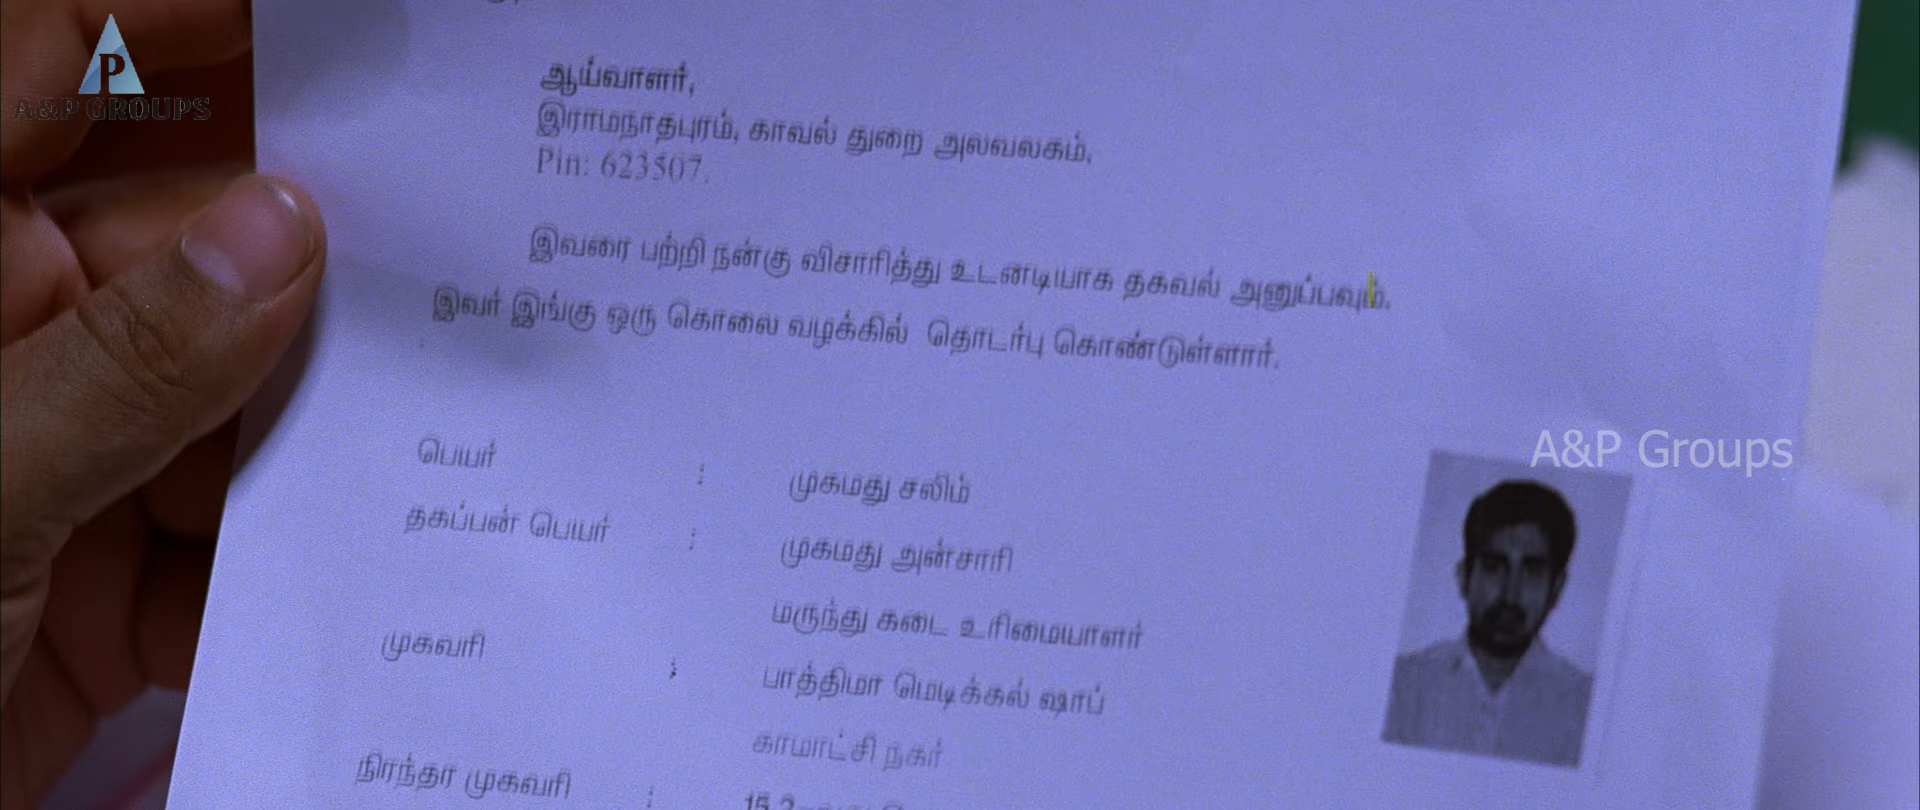 P
A&P GROUPS
ஆய்வாளர்,
இராமநாதபுரம், காவல் துறை அலவலகம்,
Pin: 623507.
இவரை பற்றி நன்கு விசாரித்து உடனடியாக தகவல் அனுப்பவும்.
இவர் இங்கு ஒரு கொலை வழக்கில் தொடர்பு கொண்டுள்ளார்.
A&P Groups
பெயர் : முகமது சலிம்
தகப்பன் பெயர் : முகமது அன்சாரி
மருந்து கடை உரிமையாளர்
முகவரி : பாத்திமா மெடிக்கல் ஷாப்
காமாட்சி நகர்
நிரந்தர முகவரி :